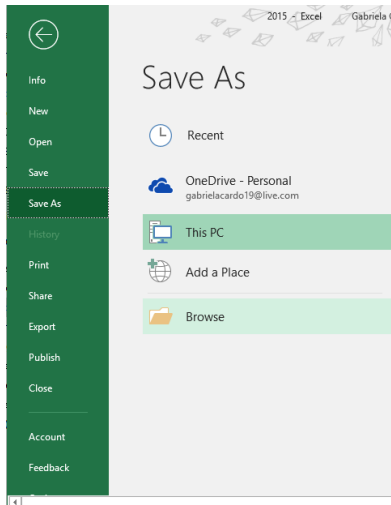 2015 - Excel
Gabriela
Save As
Info
New
Open
Save
Save As
History
Print
Share
Export
Publish
Close
Account
Feedback
Recent
OneDrive - Personal
gabrielacardo19@live.com
This PC
Add a Place
Browse